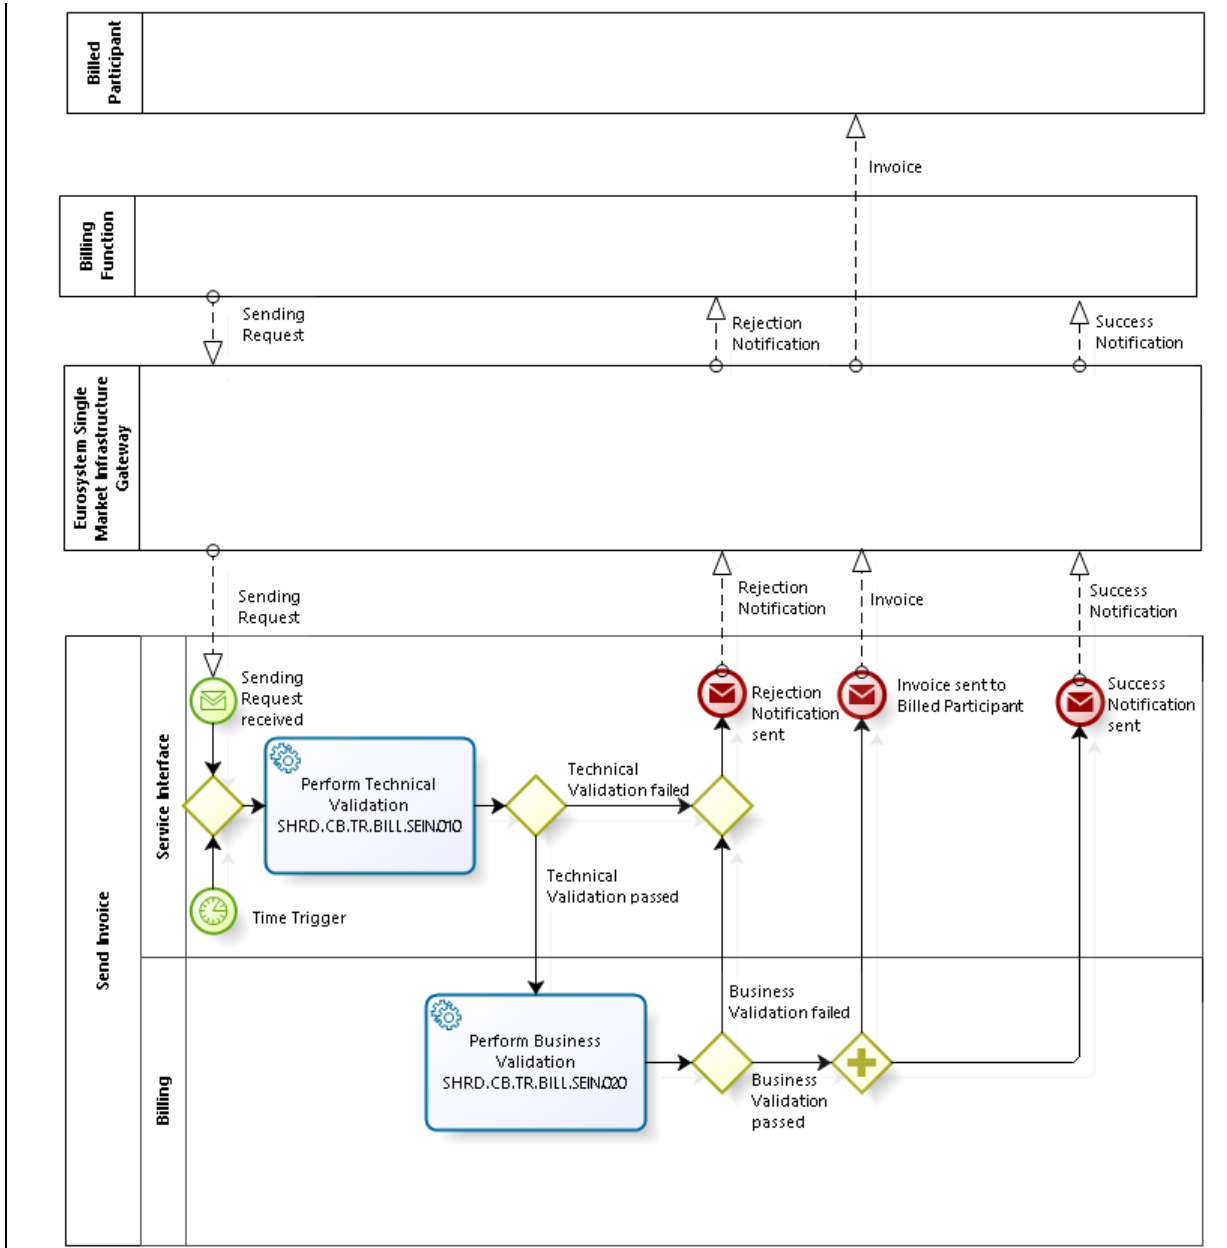 Billed
Participant
Invoice
Billing
Function
Sending
Request
Rejection
Notification
Success
Notification
Eurosystem Single
Market Infrastructure
Gateway
Sending
Request
Rejection
Notification
Invoice
Success
Notification
Send Invoice
Service Interface
Sending
Request
received
Rejection
Notification
sent
Invoice sent to
Billed Participant
Success
Notification
sent
Perform Technical
Validation
SHRD.CB.TR.BILL.SEIN.010
Technical
Validation failed
Technical
Validation passed
Time Trigger
Billing
Perform Business
Validation
SHRD.CB.TR.BILL.SEIN.020
Business
Validation failed
Business
Validation
passed